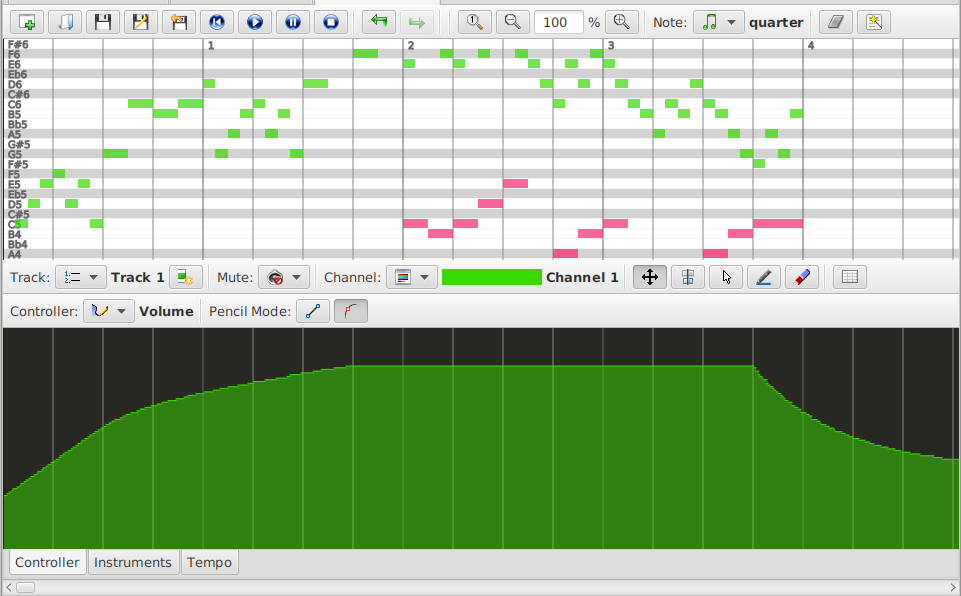 100 % Note: quarter
1 2 3 4
F#6
F6
E6
Eb6
D6
C#6
C6
B5
Bb5
A5
G#5
G5
F#5
F5
E5
Eb5
D5
C#5
C5
B4
Bb4
A4
Track: Track 1 Mute: Channel: Channel 1
Controller: Volume Pencil Mode:
Controller Instruments Tempo